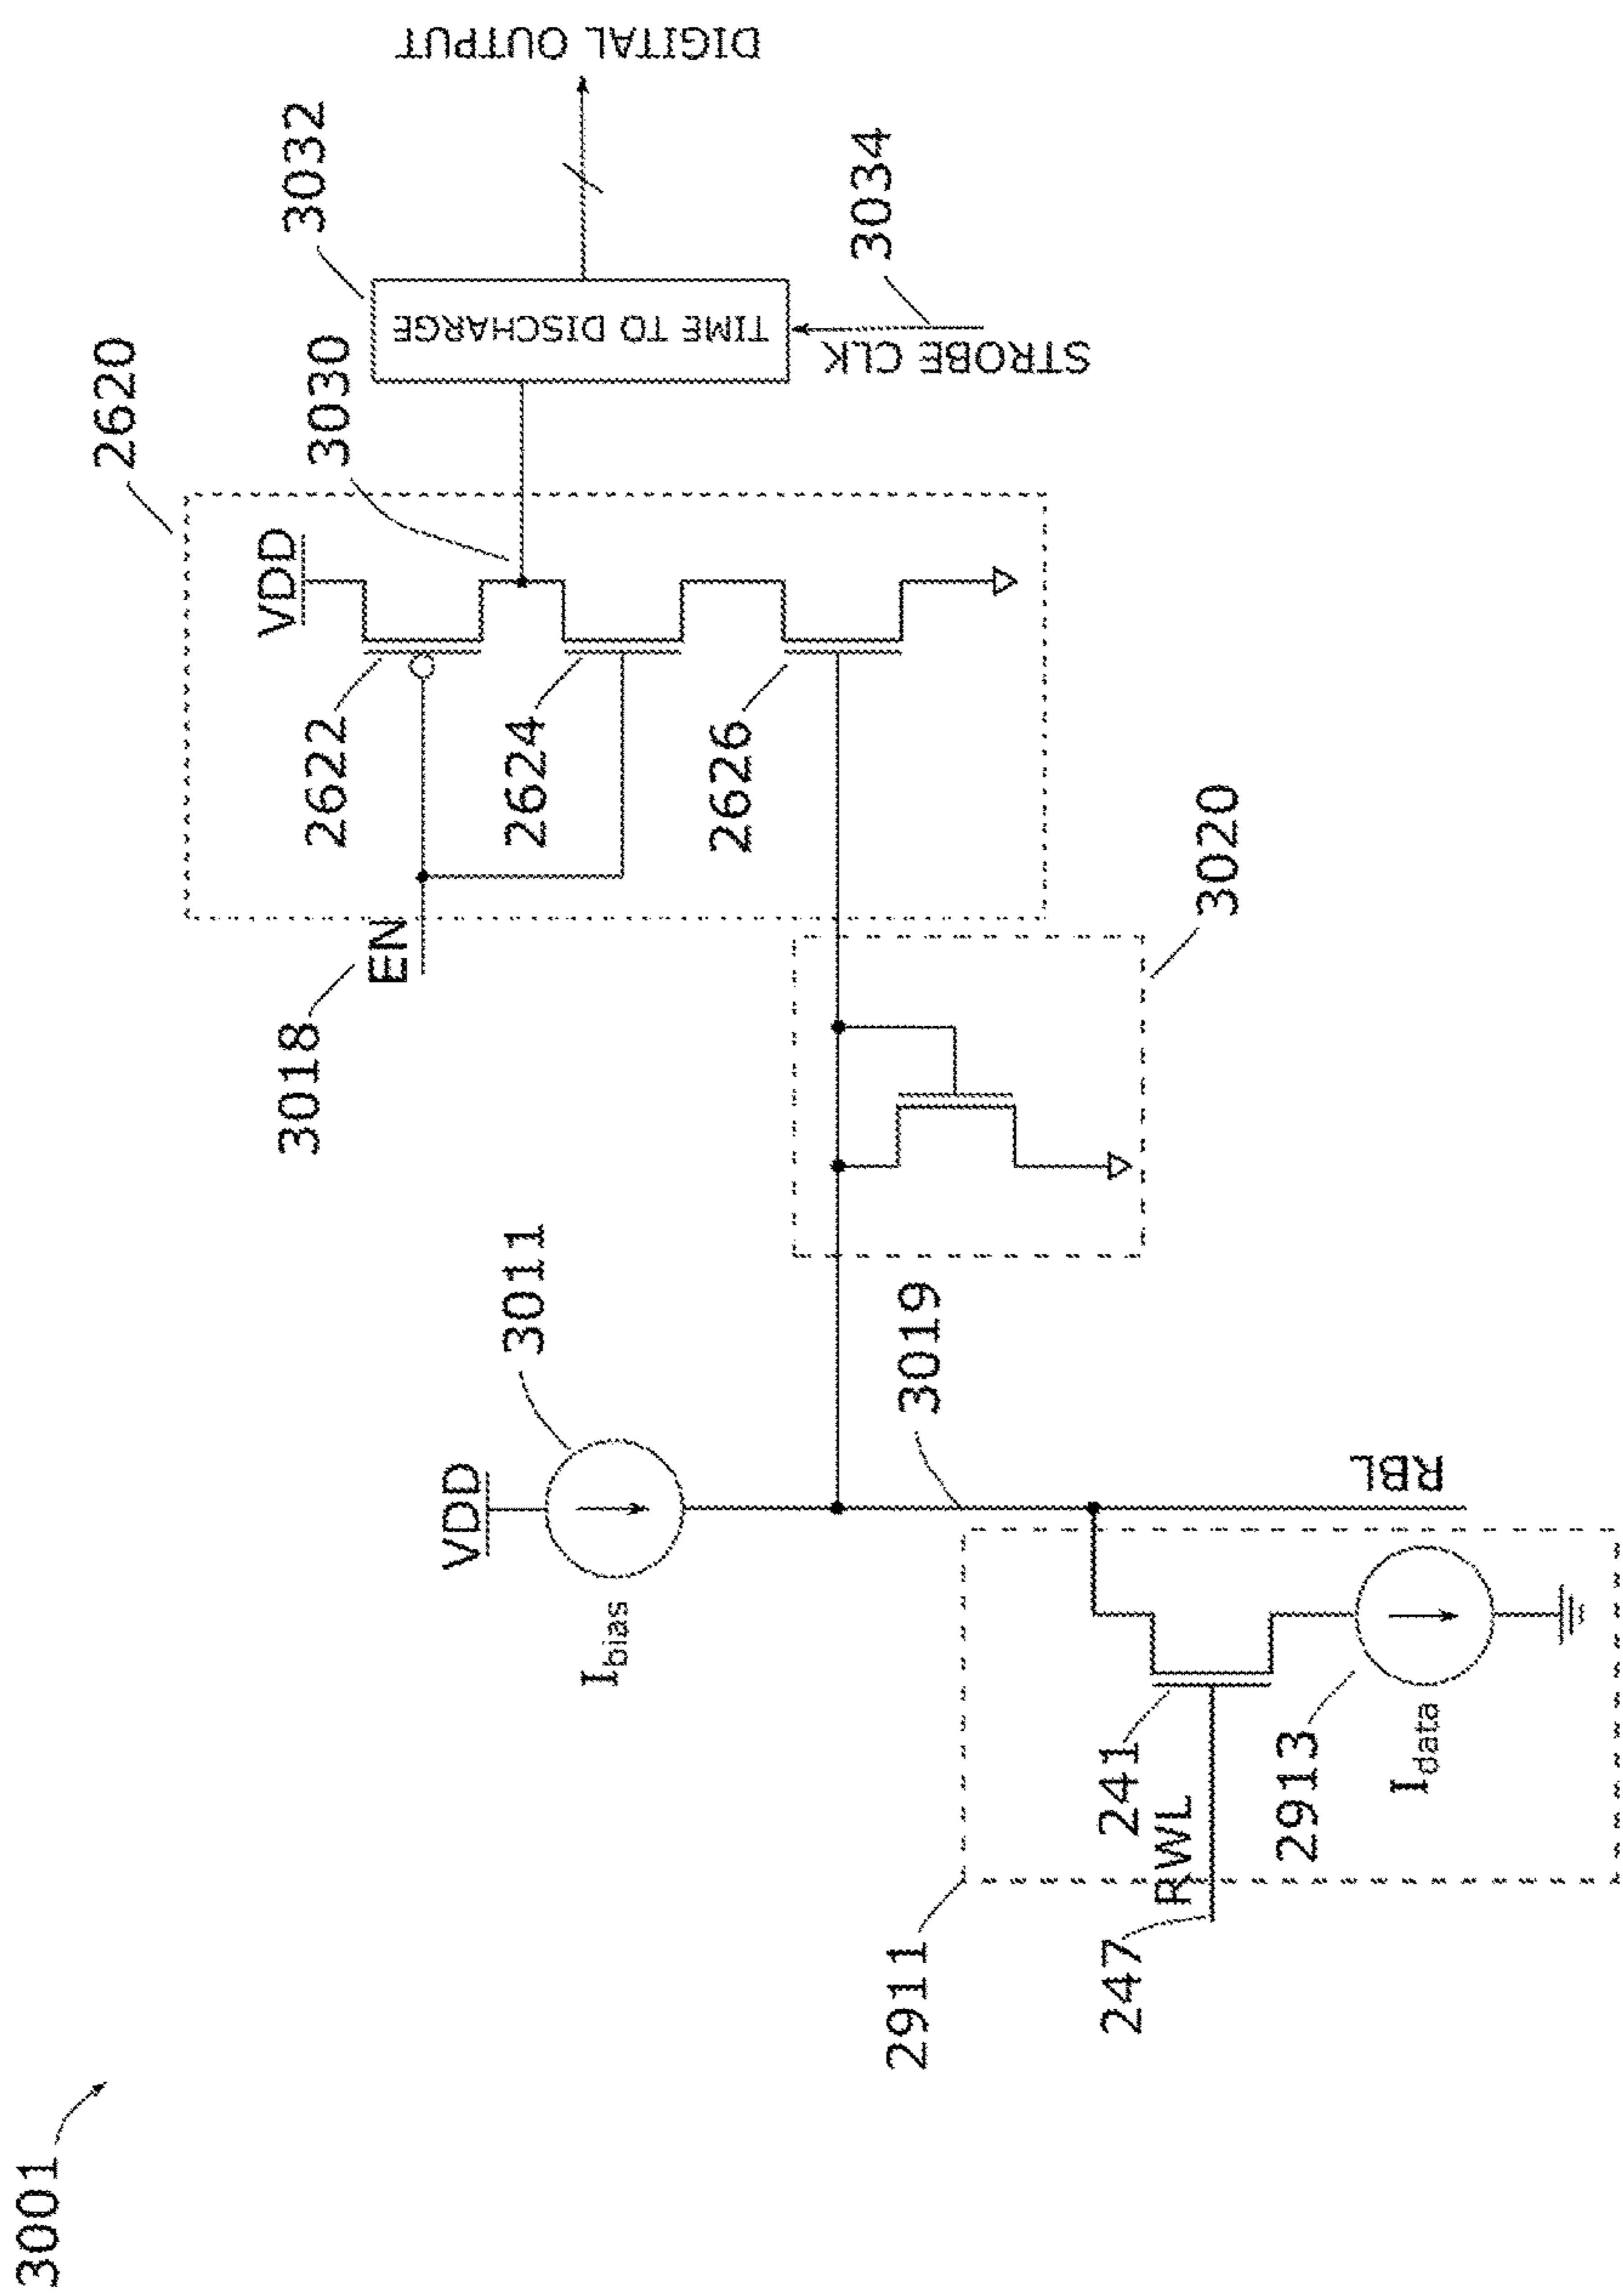 3001
2620
VDD
2622
3030
3032
DIGITAL OUTPUT
TIME TO DISCHARGE
3034
STROBE CLK
3018
EN
2624
2626
3020
VDD
3011
I_bias
3019
RBL
2911
241
RWL
247
2913
I_data